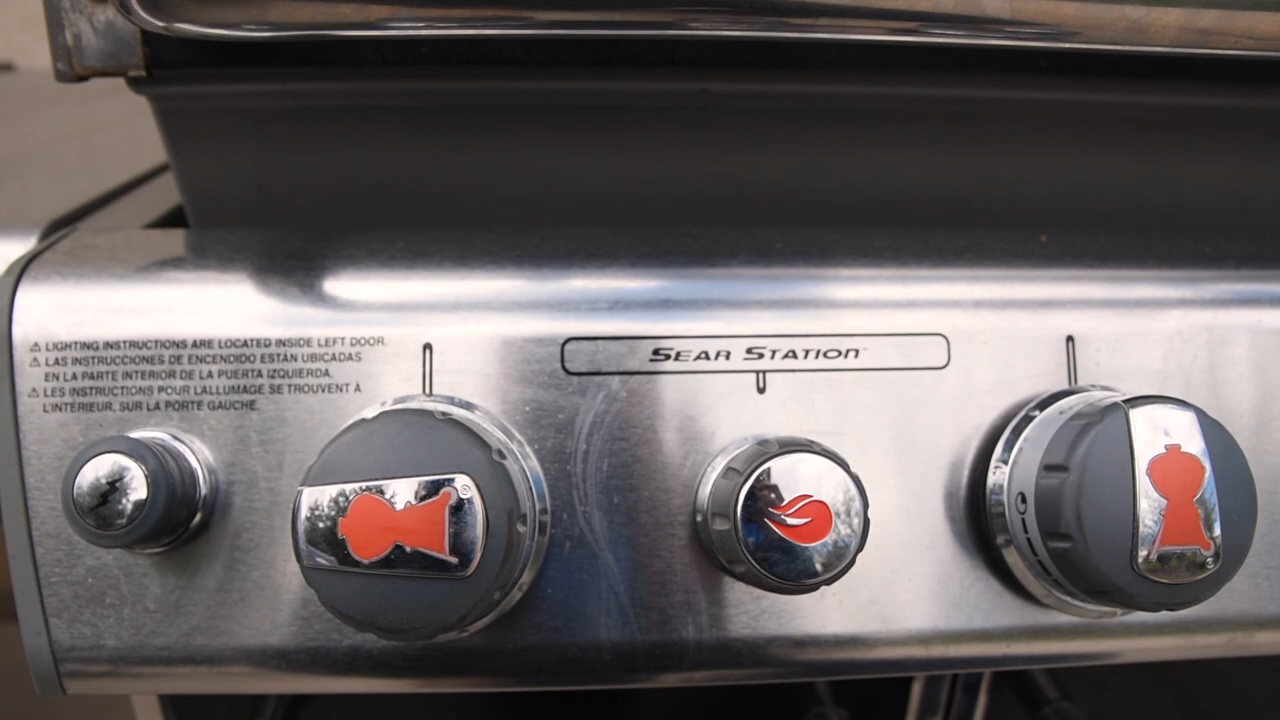 ⚠ LIGHTING INSTRUCTIONS ARE LOCATED INSIDE LEFT DOOR.
⚠ LAS INSTRUCCIONES DE ENCENDIDO ESTÁN UBICADAS
EN LA PARTE INTERIOR DE LA PUERTA IZQUIERDA.
⚠ LES INSTRUCTIONS POUR L'ALLUMAGE SE TROUVENT À
L'INTÉRIEUR, SUR LA PORTE GAUCHE.
SEAR STATION™